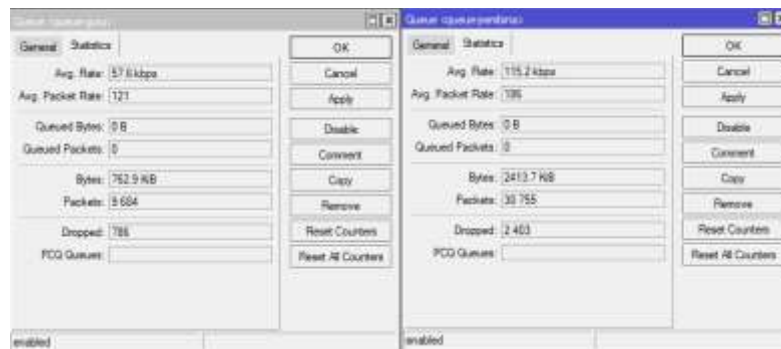 General Statistics
Avg. Rate: 57.6 kbps
Avg. Packet Rate: 121
Queued Bytes: 0 B
Queued Packets: 0
Bytes: 762.9 KiB
Packets: 9 684
Dropped: 786
PCQ Queues:
OK
Cancel
Apply
Disable
Comment
Copy
Remove
Reset Counters
Reset All Counters
enabled
General Statistics
Avg. Rate: 115.2 kbps
Avg. Packet Rate:
Queued Bytes: 0 B
Queued Packets: 0
Bytes: 2413.7 KiB
Packets: 30 755
Dropped: 2 403
PCQ Queues:
OK
Cancel
Apply
Disable
Comment
Copy
Remove
Reset Counters
Reset All Counters
enabled